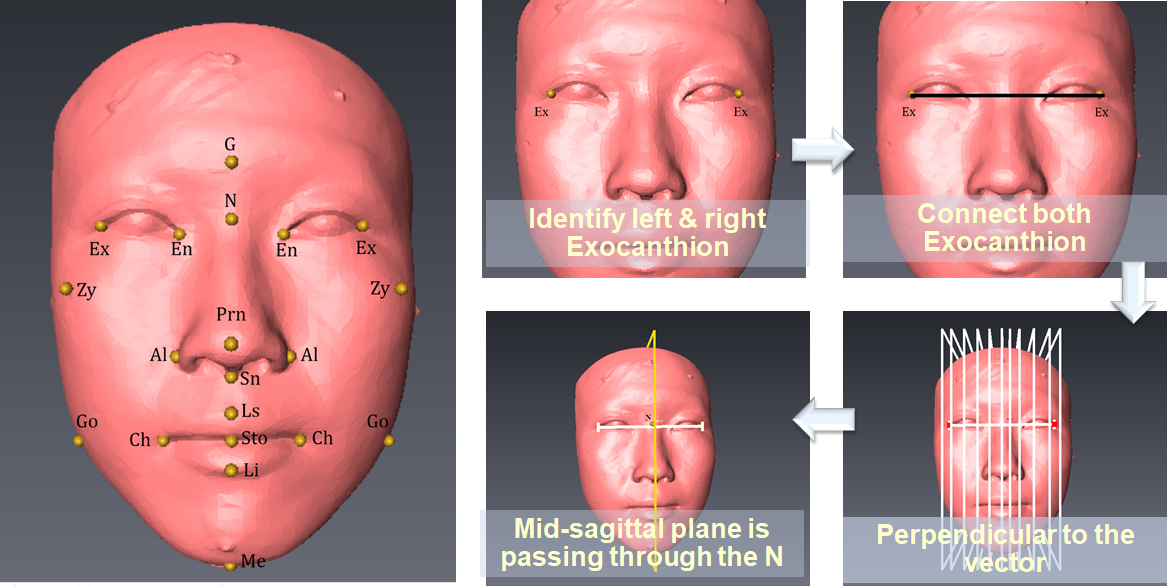 G
N
Ex
En
En
Ex
Zy
Zy
Prn
Al
Al
Sn
Ls
Go
Go
Ch
Sto
Ch
Li
Me
Ex
Ex
Identify left & right
Exocanthion
Ex
Ex
Connect both
Exocanthion
Perpendicular to the
vector
N
Mid-sagittal plane is
passing through the N